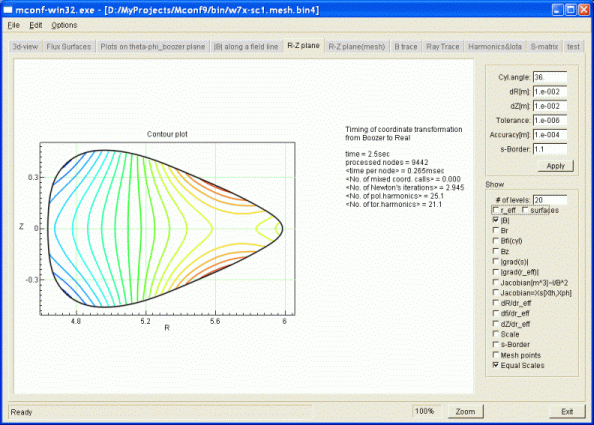 mconf-win32.exe - [D:/MyProjects/Mconf9/bin/w7x-sc1.mesh.bin4]
File Edit Options
3d-view Flux Surfaces Plots on theta-phi_boozer plane |B| along a field line R-Z plane R-Z plane(mesh) B trace Ray Trace Harmonics&Iota S-matrix test
Contour plot
0.3
Z 0
-0.3
4.8 5.2 5.6 6
R
Timing of coordinate transformation
from Boozer to Real
time = 2.5sec
processed nodes = 9442
<time per node> = 0.265msec
<No. of mixed coord. calls> = 0.000
<No. of Newton's iterations> = 2.945
<No. of pol.harmonics> = 25.1
<No. of tor.harmonics> = 21.1
Cyl.angle: 36.
dR[m]: 1.e-002
dZ[m]: 1.e-002
Tolerance: 1.e-006
Accuracy[m]: 1.e-004
s-Border: 1.1
Apply
Show
# of levels: 20
r_eff surfaces
|B|
Br
Bfi(cyl)
Bz
|grad(s)|
|grad(r_eff)|
Jacobian[m^3]~I/B^2
Jacobian=Xs[Xth,Xph]
dR/dr_eff
dfi/dr_eff
dZ/dr_eff
Scale
s-Border
Mesh points
Equal Scales
Ready 100% Zoom Exit